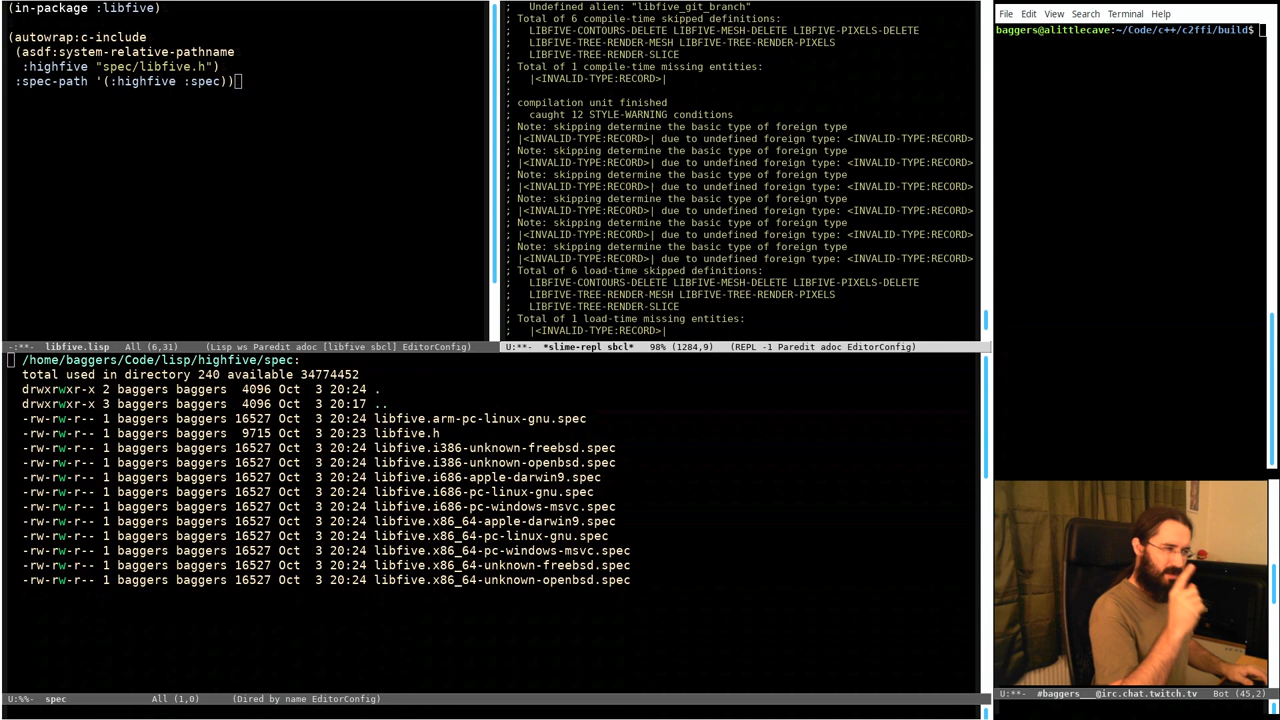 (in-package :libfive)
(autowrap:c-include
(asdf:system-relative-pathname
:highfive "spec/libfive.h")
:spec-path '(:highfive :spec))
-:**- libfive.lisp All (6,31) (Lisp ws Paredit adoc [libfive sbcl] EditorConfig)
; Undefined alien: "libfive_git_branch"
; Total of 6 compile-time skipped definitions:
; LIBFIVE-CONTOURS-DELETE LIBFIVE-MESH-DELETE LIBFIVE-PIXELS-DELETE
; LIBFIVE-TREE-RENDER-MESH LIBFIVE-TREE-RENDER-PIXELS
; LIBFIVE-TREE-RENDER-SLICE
; Total of 1 compile-time missing entities:
; |<INVALID-TYPE:RECORD>|
;
; compilation unit finished
; caught 12 STYLE-WARNING conditions
; Note: skipping determine the basic type of foreign type
; |<INVALID-TYPE:RECORD>| due to undefined foreign type: <INVALID-TYPE:RECORD>
; Note: skipping determine the basic type of foreign type
; |<INVALID-TYPE:RECORD>| due to undefined foreign type: <INVALID-TYPE:RECORD>
; Note: skipping determine the basic type of foreign type
; |<INVALID-TYPE:RECORD>| due to undefined foreign type: <INVALID-TYPE:RECORD>
; Note: skipping determine the basic type of foreign type
; |<INVALID-TYPE:RECORD>| due to undefined foreign type: <INVALID-TYPE:RECORD>
; Note: skipping determine the basic type of foreign type
; |<INVALID-TYPE:RECORD>| due to undefined foreign type: <INVALID-TYPE:RECORD>
; Note: skipping determine the basic type of foreign type
; |<INVALID-TYPE:RECORD>| due to undefined foreign type: <INVALID-TYPE:RECORD>
; Total of 6 load-time skipped definitions:
; LIBFIVE-CONTOURS-DELETE LIBFIVE-MESH-DELETE LIBFIVE-PIXELS-DELETE
; LIBFIVE-TREE-RENDER-MESH LIBFIVE-TREE-RENDER-PIXELS
; LIBFIVE-TREE-RENDER-SLICE
; Total of 1 load-time missing entities:
; |<INVALID-TYPE:RECORD>|
U:**- *slime-repl sbcl* 98% (1284,9) (REPL -1 Paredit adoc EditorConfig)
/home/baggers/Code/lisp/highfive/spec:
total used in directory 240 available 34774452
drwxrwxr-x 2 baggers baggers 4096 Oct 3 20:24 .
drwxrwxr-x 3 baggers baggers 4096 Oct 3 20:17 ..
-rw-rw-r-- 1 baggers baggers 16527 Oct 3 20:24 libfive.arm-pc-linux-gnu.spec
-rw-rw-r-- 1 baggers baggers 9715 Oct 3 20:23 libfive.h
-rw-rw-r-- 1 baggers baggers 16527 Oct 3 20:24 libfive.i386-unknown-freebsd.spec
-rw-rw-r-- 1 baggers baggers 16527 Oct 3 20:24 libfive.i386-unknown-openbsd.spec
-rw-rw-r-- 1 baggers baggers 16527 Oct 3 20:24 libfive.i686-apple-darwin9.spec
-rw-rw-r-- 1 baggers baggers 16527 Oct 3 20:24 libfive.i686-pc-linux-gnu.spec
-rw-rw-r-- 1 baggers baggers 16527 Oct 3 20:24 libfive.i686-pc-windows-msvc.spec
-rw-rw-r-- 1 baggers baggers 16527 Oct 3 20:24 libfive.x86_64-apple-darwin9.spec
-rw-rw-r-- 1 baggers baggers 16527 Oct 3 20:24 libfive.x86_64-pc-linux-gnu.spec
-rw-rw-r-- 1 baggers baggers 16527 Oct 3 20:24 libfive.x86_64-pc-windows-msvc.spec
-rw-rw-r-- 1 baggers baggers 16527 Oct 3 20:24 libfive.x86_64-unknown-freebsd.spec
-rw-rw-r-- 1 baggers baggers 16527 Oct 3 20:24 libfive.x86_64-unknown-openbsd.spec
U:%%- spec All (1,0) (Dired by name EditorConfig)
File Edit View Search Terminal Help
baggers@alittlecave:~/Code/c++/c2ffi/build$
U:**- #baggers___@irc.chat.twitch.tv Bot (45,2)